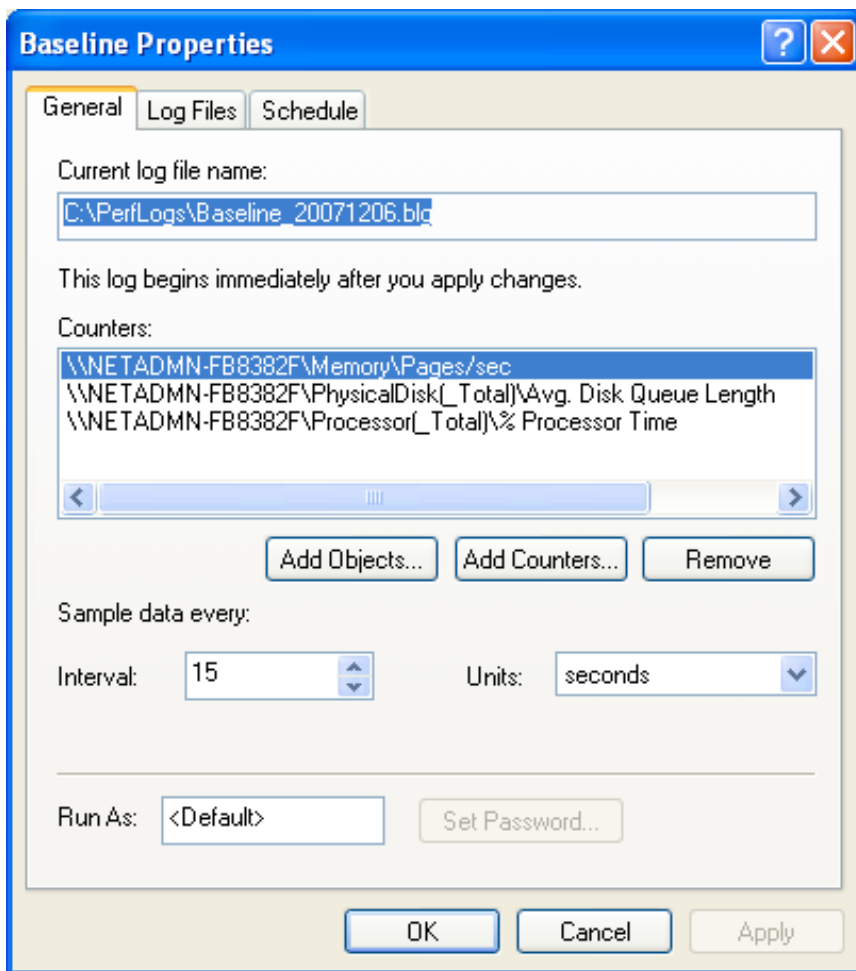 Baseline Properties
General Log Files Schedule
Current log file name:
C:\PerfLogs\Baseline_20071206.blg
This log begins immediately after you apply changes.
Counters:
\\NETADMN-FB8382F\Memory\Pages/sec
\\NETADMN-FB8382F\PhysicalDisk(_Total)\Avg. Disk Queue Length
\\NETADMN-FB8382F\Processor(_Total)\% Processor Time
Add Objects... Add Counters... Remove
Sample data every:
Interval: 15 Units: seconds
Run As: <Default> Set Password...
OK Cancel Apply